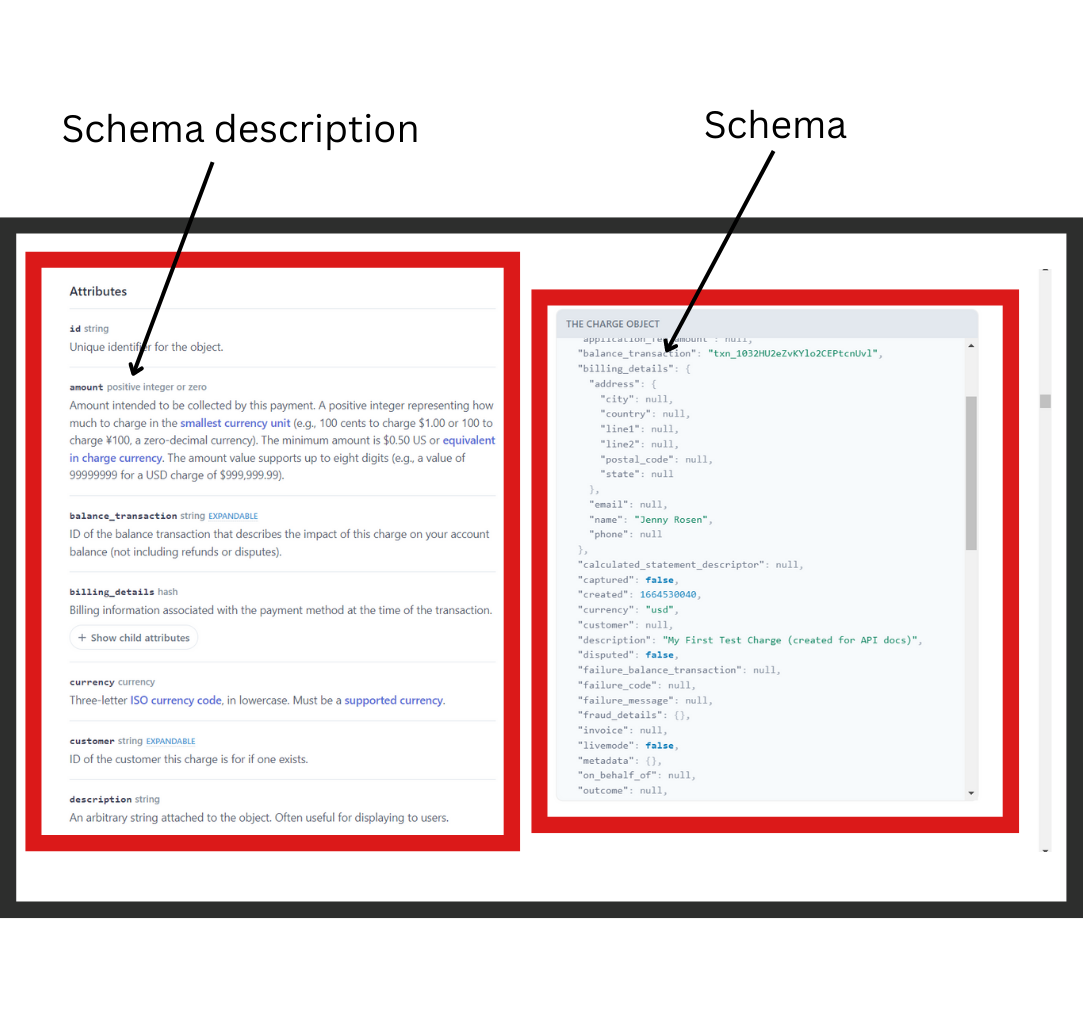 Schema description
Schema
Attributes
id string
Unique identifier for the object.
amount positive integer or zero
Amount intended to be collected by this payment. A positive integer representing how
much to charge in the smallest currency unit (e.g., 100 cents to charge $1.00 or 100 to
charge ¥100, a zero-decimal currency). The minimum amount is $0.50 US or equivalent
in charge currency. The amount value supports up to eight digits (e.g., a value of
99999999 for a USD charge of $999,999.99).
balance_transaction string EXPANDABLE
ID of the balance transaction that describes the impact of this charge on your account
balance (not including refunds or disputes).
billing_details hash
Billing information associated with the payment method at the time of the transaction.
+ Show child attributes
currency currency
Three-letter ISO currency code, in lowercase. Must be a supported currency.
customer string EXPANDABLE
ID of the customer this charge is for if one exists.
description string
An arbitrary string attached to the object. Often useful for displaying to users.
THE CHARGE OBJECT
"balance_transaction": "txn_1032HU2eZvKYlo2CEPtcnUvl",
"billing_details": {
"address": {
"city": null,
"country": null,
"line1": null,
"line2": null,
"postal_code": null,
"state": null
},
"email": null,
"name": "Jenny Rosen",
"phone": null
},
"calculated_statement_descriptor": null,
"captured": false,
"created": 1664530040,
"currency": "usd",
"customer": null,
"description": "My First Test Charge (created for API docs)",
"disputed": false,
"failure_balance_transaction": null,
"failure_code": null,
"failure_message": null,
"fraud_details": {},
"invoice": null,
"livemode": false,
"metadata": {},
"on_behalf_of": null,
"outcome": null,